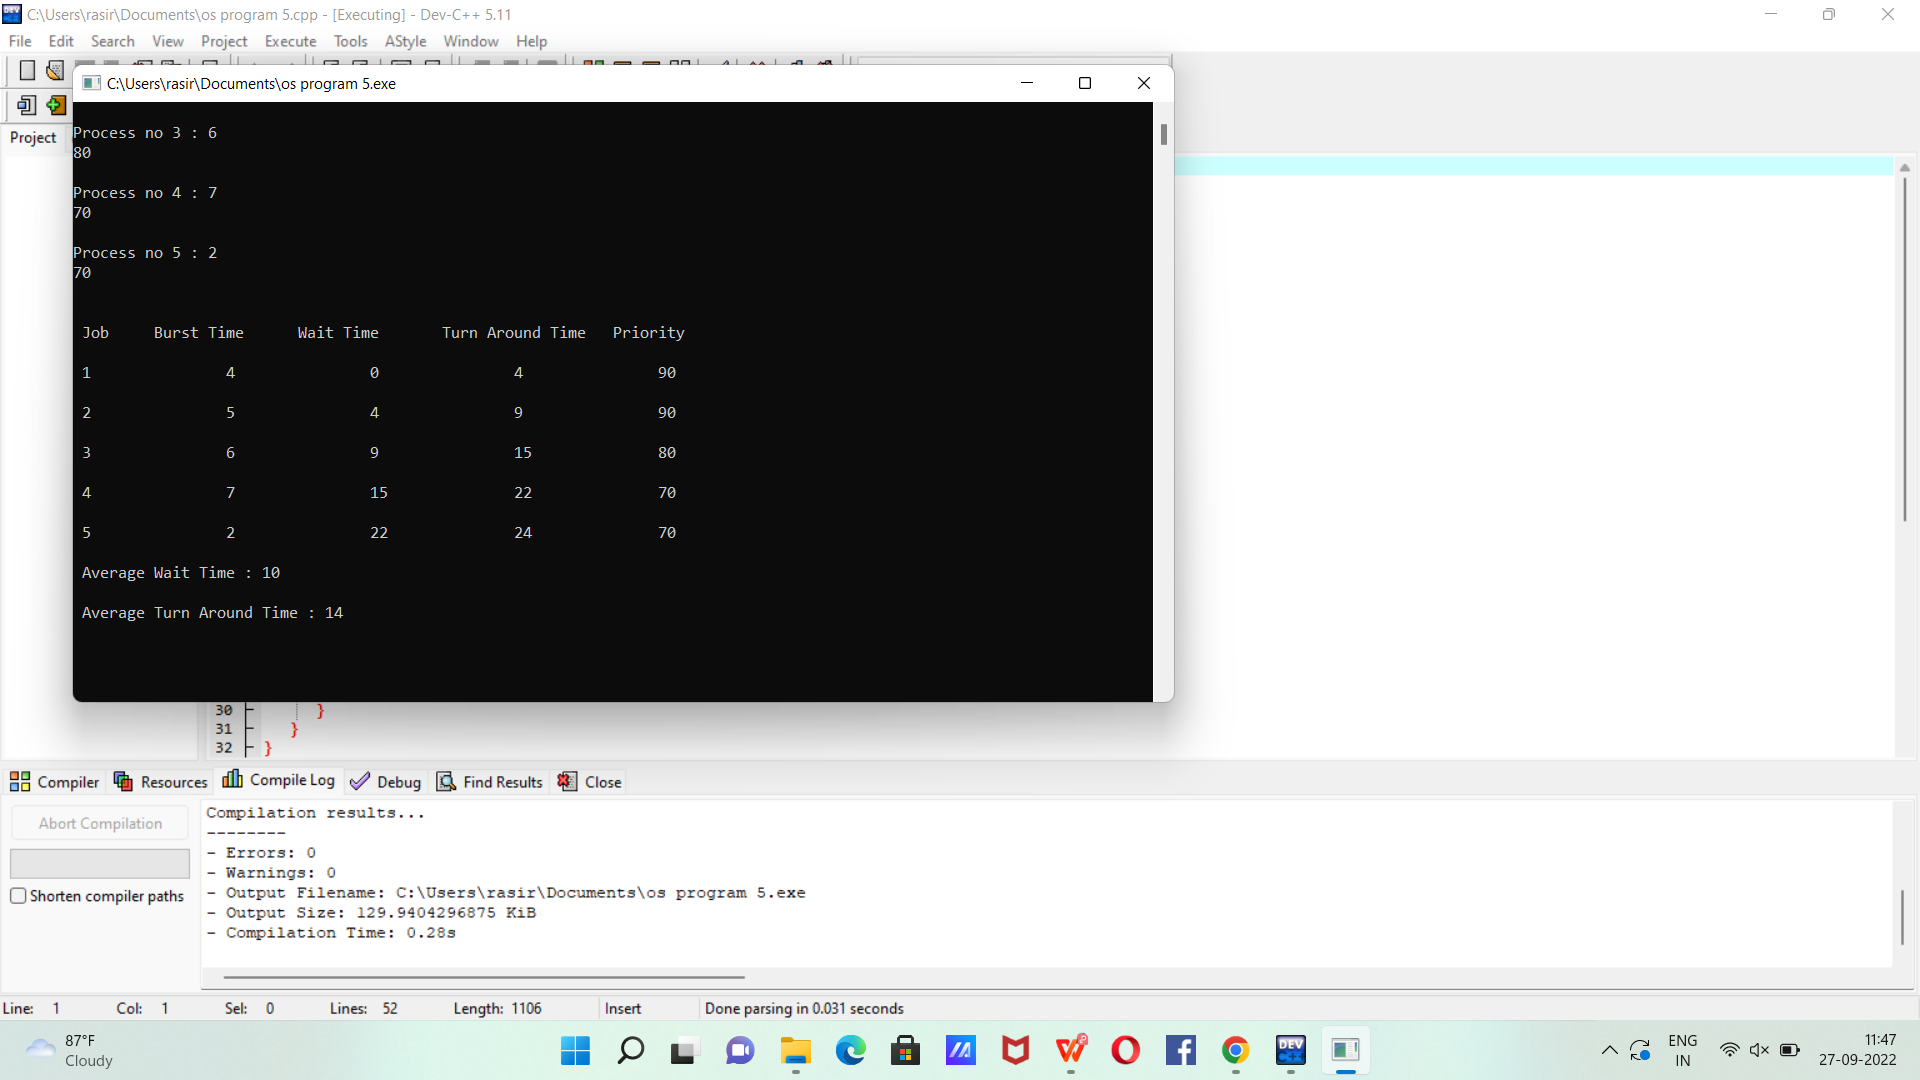 C:\Users\rasir\Documents\os program 5.cpp - [Executing] - Dev-C++ 5.11
File Edit Search View Project Execute Tools AStyle Window Help
C:\Users\rasir\Documents\os program 5.exe
Project
Process no 3 : 6
80
Process no 4 : 7
70
Process no 5 : 2
70
Job Burst Time Wait Time Turn Around Time Priority
1 4 0 4 90
2 5 4 9 90
3 6 9 15 80
4 7 15 22 70
5 2 22 24 70
Average Wait Time : 10
Average Turn Around Time : 14
30 }
31 }
32 }
Compiler Resources Compile Log Debug Find Results Close
Abort Compilation
Shorten compiler paths
Compilation results...
--------
- Errors: 0
- Warnings: 0
- Output Filename: C:\Users\rasir\Documents\os program 5.exe
- Output Size: 129.9404296875 KiB
- Compilation Time: 0.28s
Line: 1 Col: 1 Sel: 0 Lines: 52 Length: 1106 Insert Done parsing in 0.031 seconds
87°F
Cloudy
DEV
C++
ENG
IN
11:47
27-09-2022